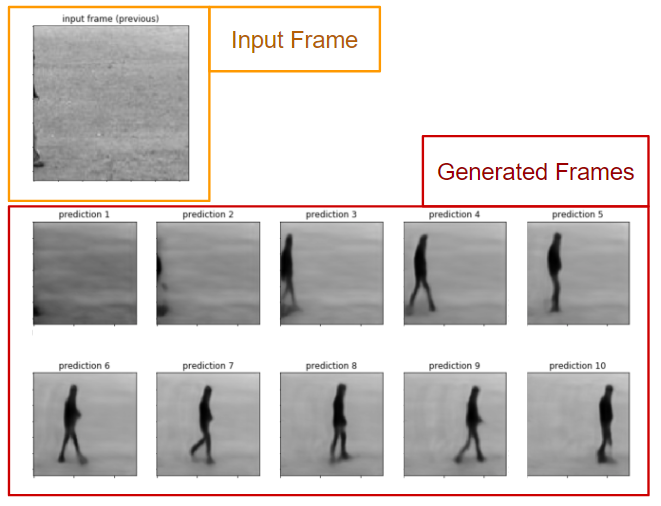 input frame (previous)
Input Frame
Generated Frames
prediction 1
prediction 2
prediction 3
prediction 4
prediction 5
prediction 6
prediction 7
prediction 8
prediction 9
prediction 10